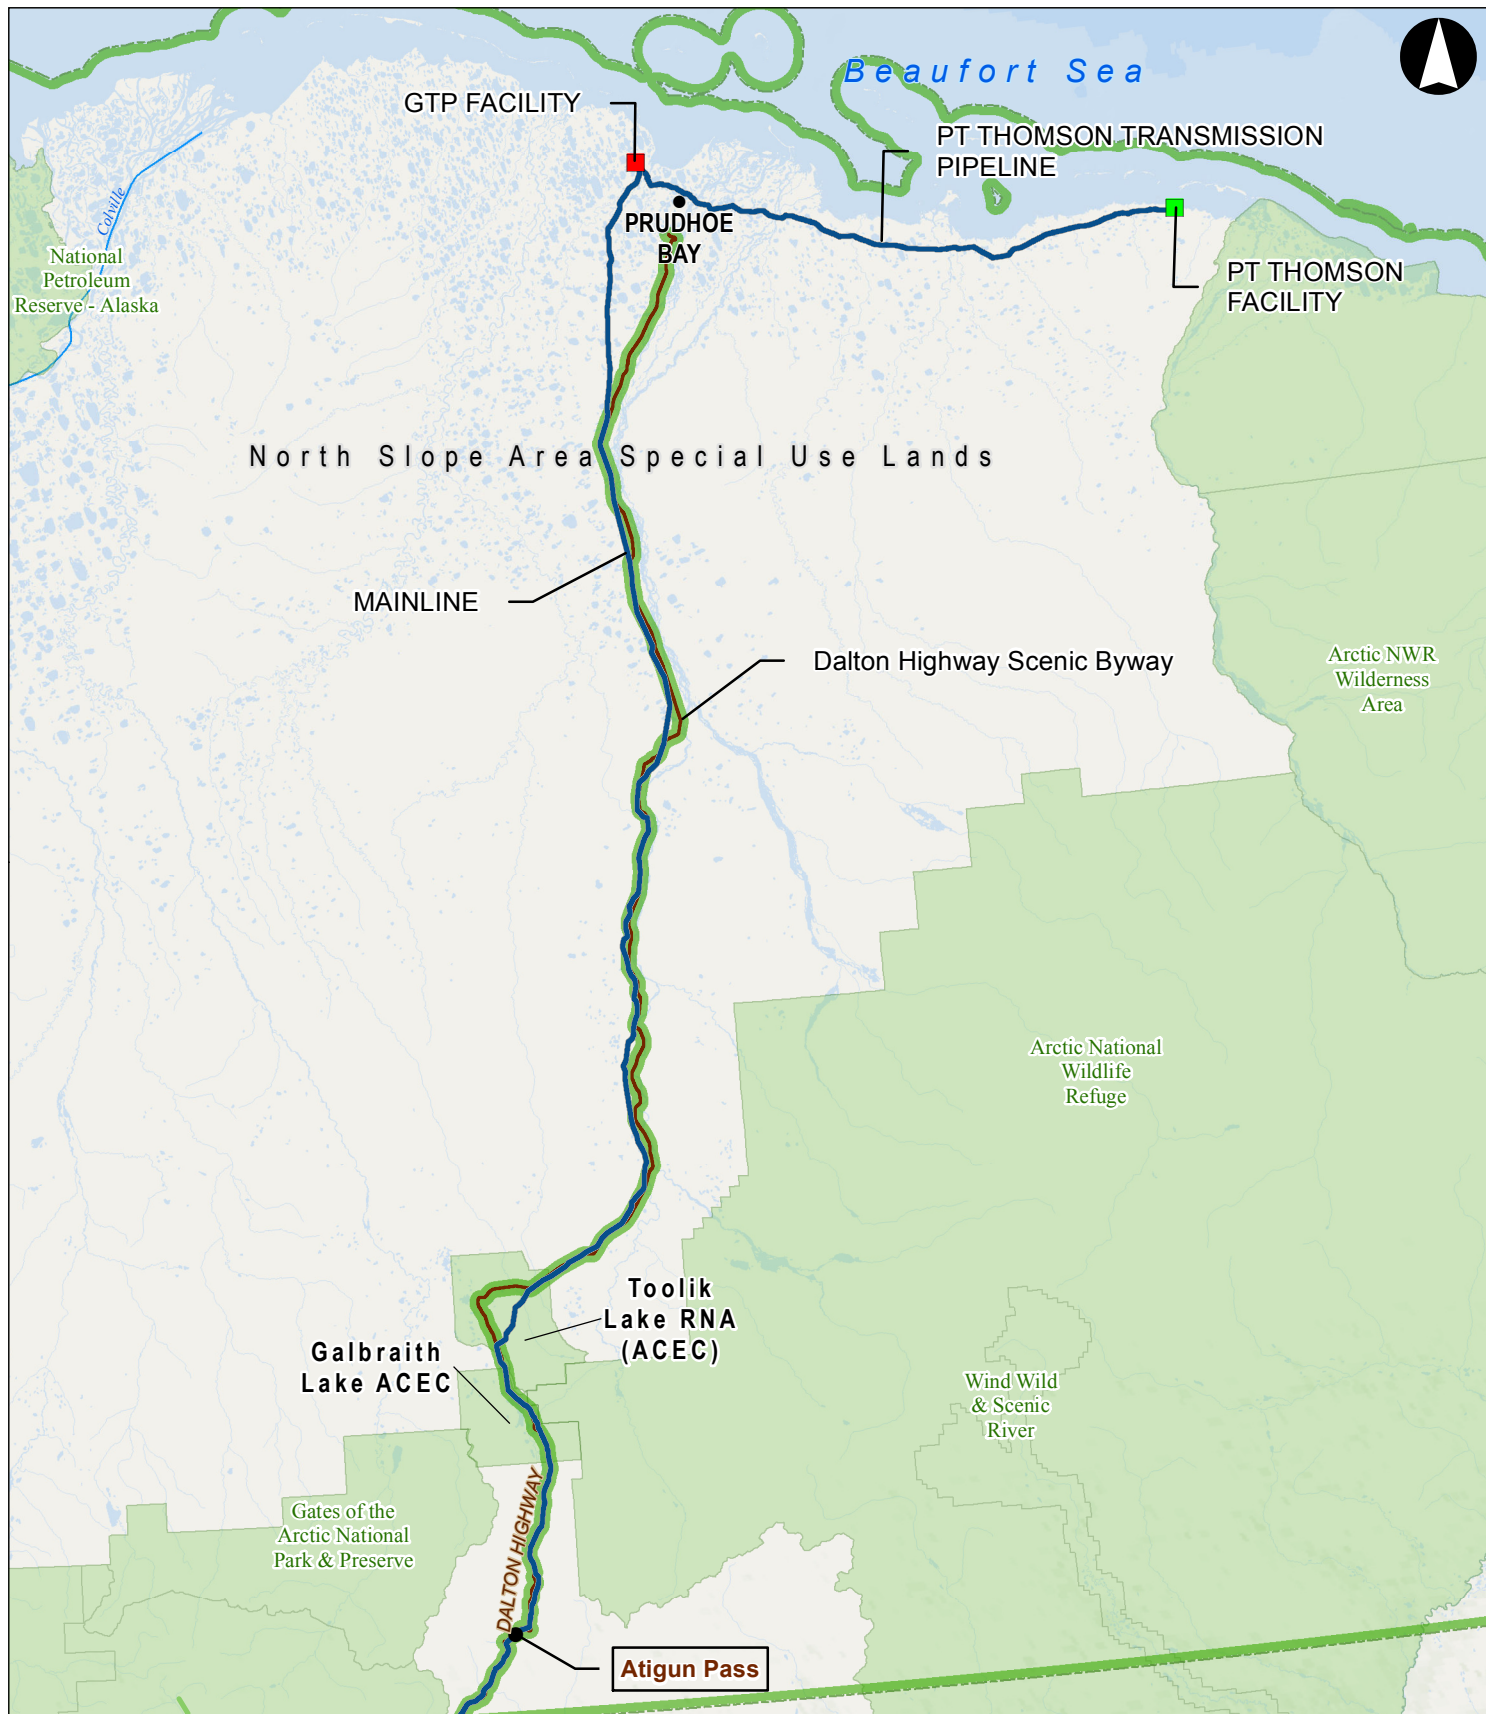 Beaufort Sea
GTP FACILITY
PT THOMSON TRANSMISSION
PIPELINE
Colville
PRUDHOE
BAY
National
Petroleum
Reserve - Alaska
PT THOMSON
FACILITY
North Slope Area Special Use Lands
MAINLINE
Dalton Highway Scenic Byway
Arctic NWR
Wilderness
Area
Arctic National
Wildlife
Refuge
Toolik
Lake RNA
(ACEC)
Galbraith
Lake ACEC
Wind Wild
& Scenic
River
Gates of the
Arctic National
Park & Preserve
DALTON HIGHWAY
Atigun Pass